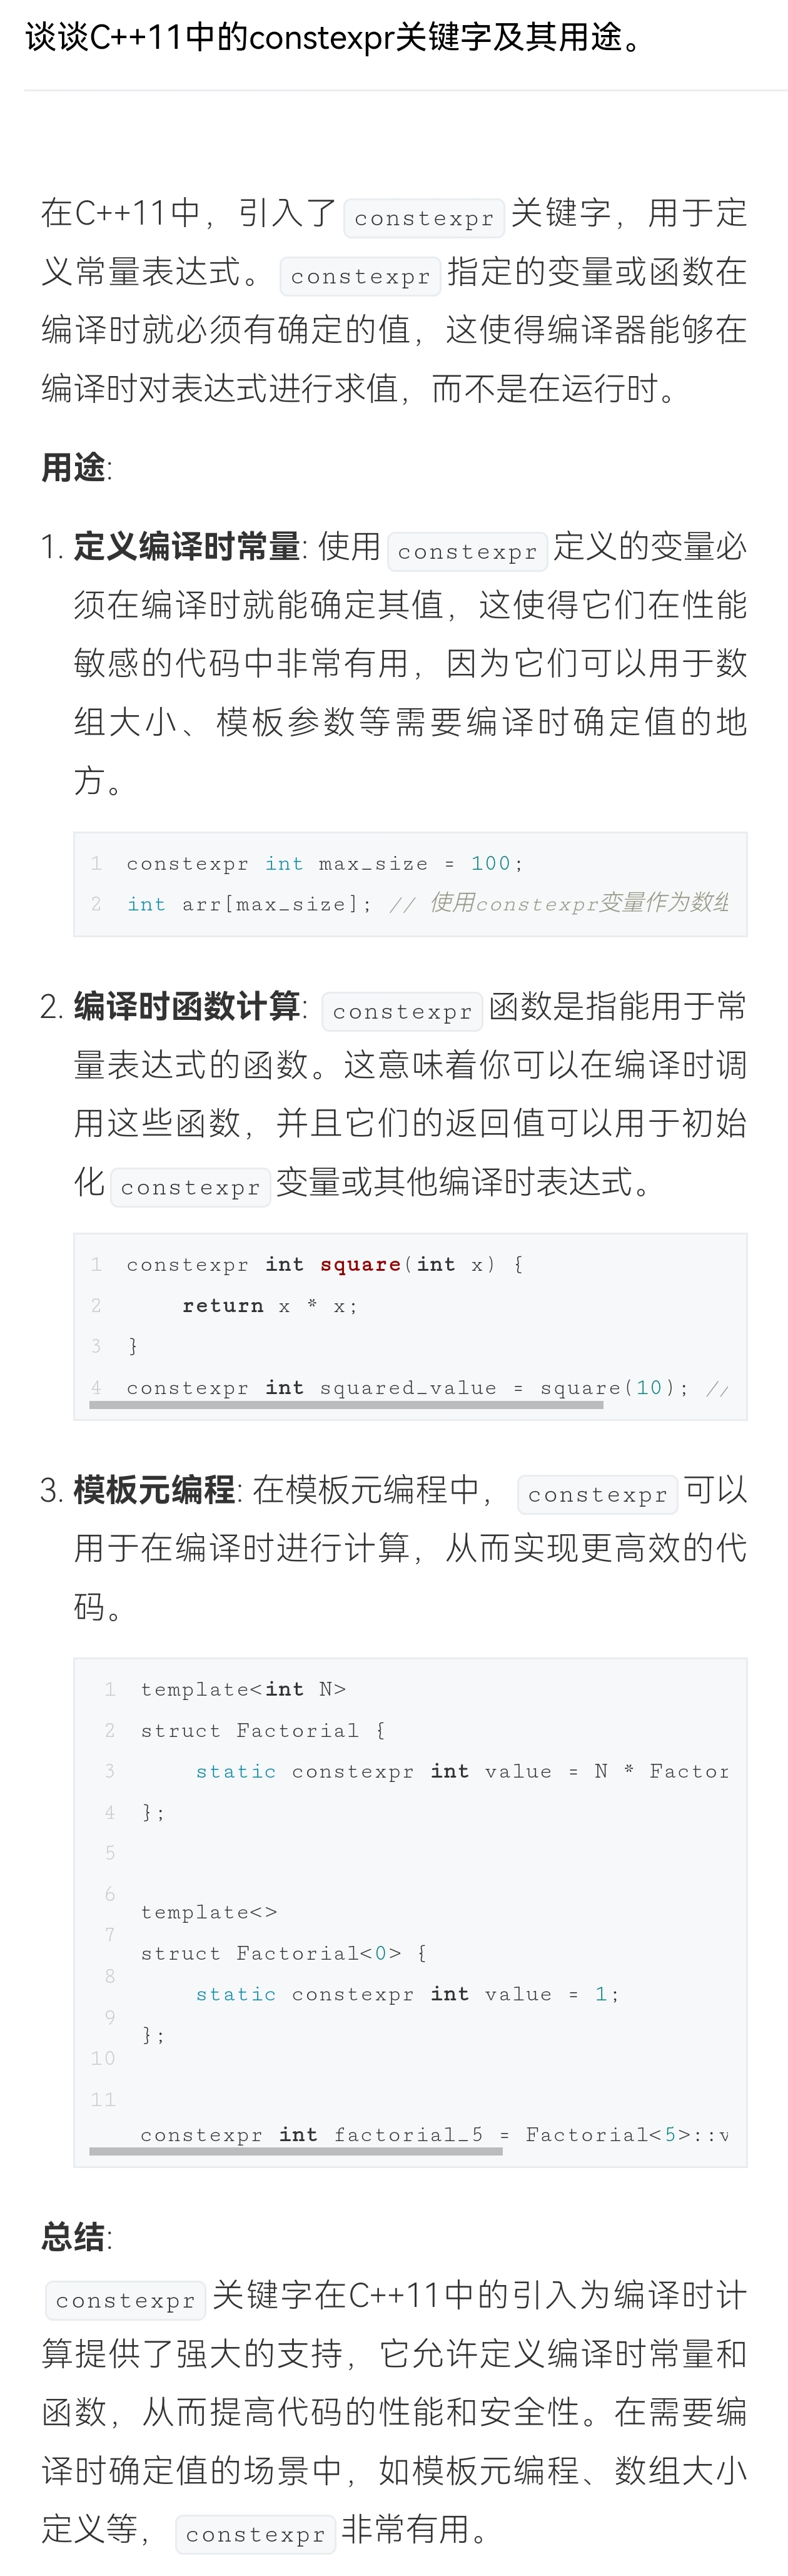 谈谈C++11中的constexpr关键字及其用途。
在C++11中，引入了 constexpr 关键字，用于定
义常量表达式。 constexpr 指定的变量或函数在
编译时就必须有确定的值，这使得编译器能够在
编译时对表达式进行求值，而不是在运行时。
用途:
1. 定义编译时常量: 使用 constexpr 定义的变量必
须在编译时就能确定其值，这使得它们在性能
敏感的代码中非常有用，因为它们可以用于数
组大小、模板参数等需要编译时确定值的地
方。
1 constexpr int max_size = 100;
2 int arr[max_size]; // 使用constexpr变量作为数组
2. 编译时函数计算: constexpr 函数是指能用于常
量表达式的函数。这意味着你可以在编译时调
用这些函数，并且它们的返回值可以用于初始
化 constexpr 变量或其他编译时表达式。
1 constexpr int square(int x) {
2     return x * x;
3 }
4 constexpr int squared_value = square(10); //
3. 模板元编程: 在模板元编程中， constexpr 可以
用于在编译时进行计算，从而实现更高效的代
码。
1 template<int N>
2 struct Factorial {
3     static constexpr int value = N * Factor
4 };
5
6
template<>
7
struct Factorial<0> {
8
    static constexpr int value = 1;
9
};
10
11
constexpr int factorial_5 = Factorial<5>::v
总结:
constexpr 关键字在C++11中的引入为编译时计
算提供了强大的支持，它允许定义编译时常量和
函数，从而提高代码的性能和安全性。在需要编
译时确定值的场景中，如模板元编程、数组大小
定义等， constexpr 非常有用。